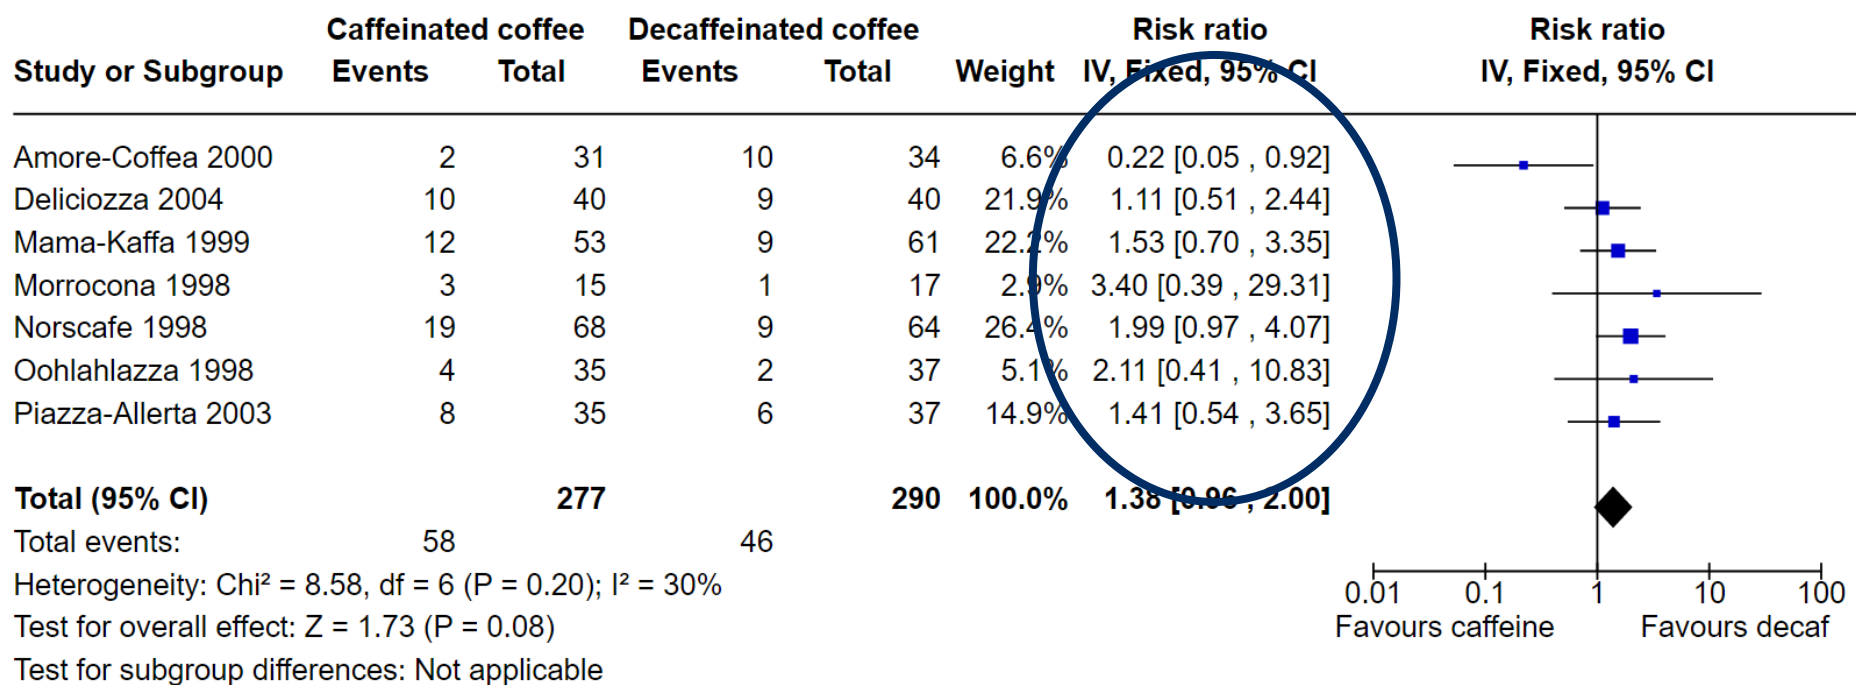 Caffeinated coffee Decaffeinated coffee Risk ratio Risk ratio
Study or Subgroup Events Total Events Total Weight IV, Fixed, 95% CI IV, Fixed, 95% CI
Amore-Coffea 2000 2 31 10 34 6.6% 0.22 [0.05 , 0.92]
Deliciozza 2004 10 40 9 40 21.9% 1.11 [0.51 , 2.44]
Mama-Kaffa 1999 12 53 9 61 22.2% 1.53 [0.70 , 3.35]
Morrocona 1998 3 15 1 17 2.9% 3.40 [0.39 , 29.31]
Norscafe 1998 19 68 9 64 26.4% 1.99 [0.97 , 4.07]
Oohlahlazza 1998 4 35 2 37 5.1% 2.11 [0.41 , 10.83]
Piazza-Allerta 2003 8 35 6 37 14.9% 1.41 [0.54 , 3.65]
Total (95% CI) 277 290 100.0% 1.38 [0.96 , 2.00]
Total events: 58 46
Heterogeneity: Chi² = 8.58, df = 6 (P = 0.20); I² = 30%
Test for overall effect: Z = 1.73 (P = 0.08)
Test for subgroup differences: Not applicable
0.01 0.1 1 10 100
Favours caffeine Favours decaf